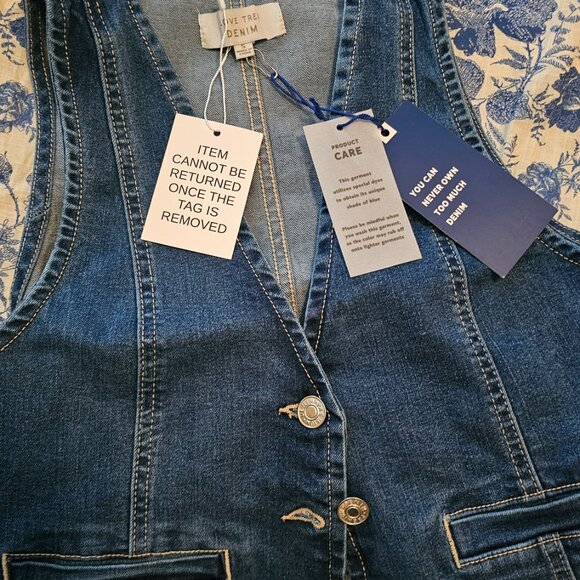 DENIM
S
ITEM
CANNOT BE
RETURNED
ONCE THE
TAG IS
REMOVED
PRODUCT
CARE
This garment
utilizes special dyes
to obtain its unique
shade of blue
Please be mindful when
you wash this garment,
as the color may rub off
onto lighter garments
YOU CAN
NEVER OWN
TOO MUCH
DENIM